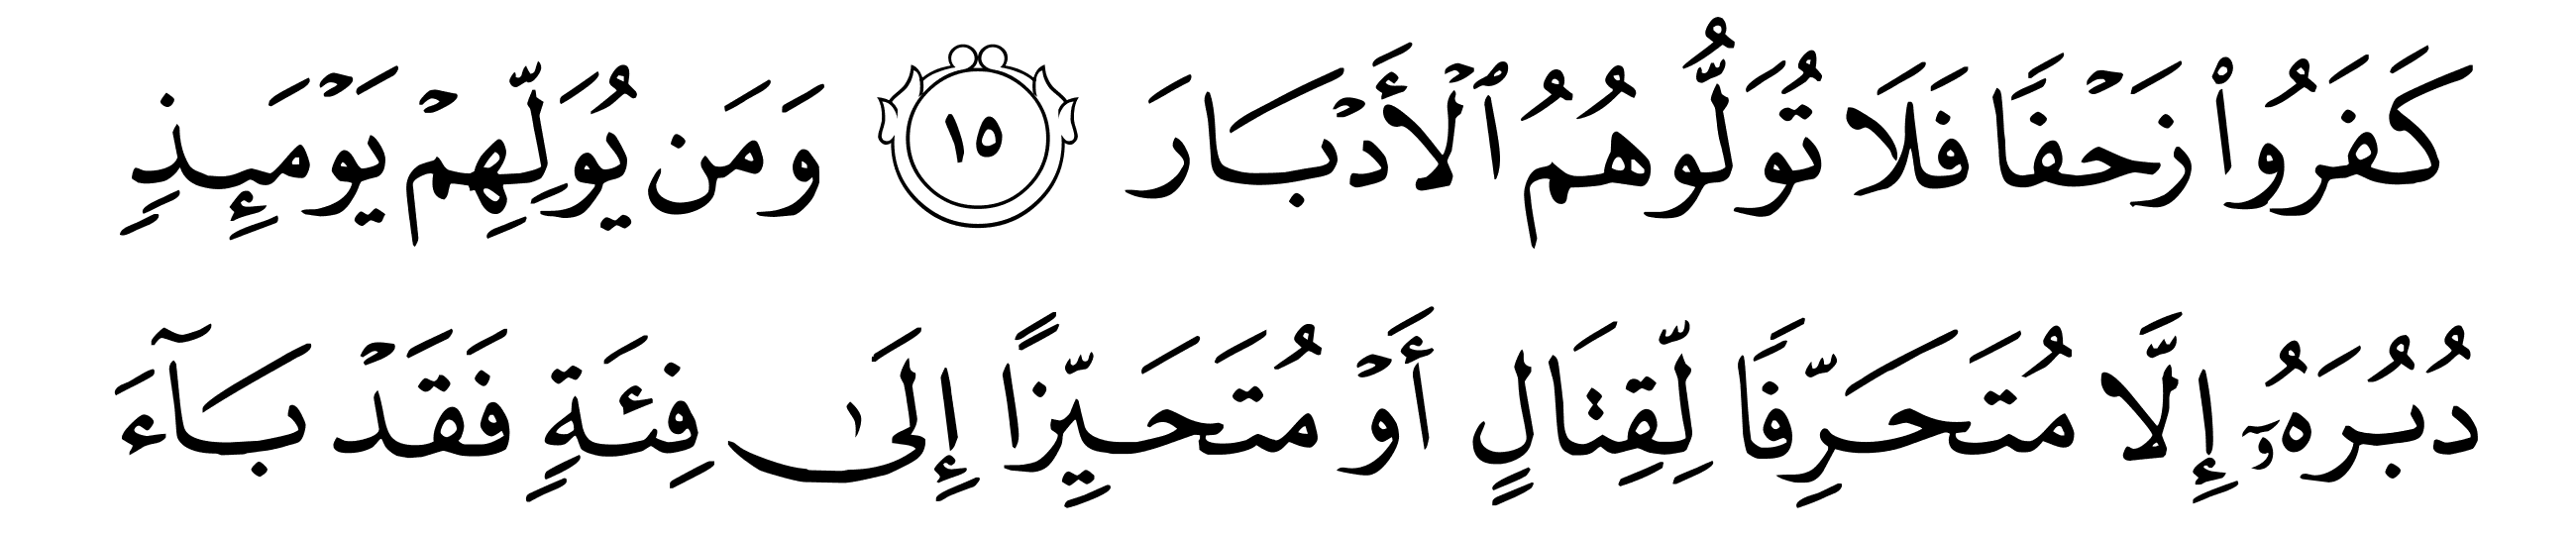 كَفَرُوا۟ زَحْفًا فَلَا تُوَلُّوهُمُ ٱلْأَدْبَارَ ١٥ وَمَن يُوَلِّهِمْ يَوْمَئِذٍ
دُبُرَهُۥٓ إِلَّا مُتَحَرِّفًا لِّقِتَالٍ أَوْ مُتَحَيِّزًا إِلَىٰ فِئَةٍ فَقَدْ بَآءَ